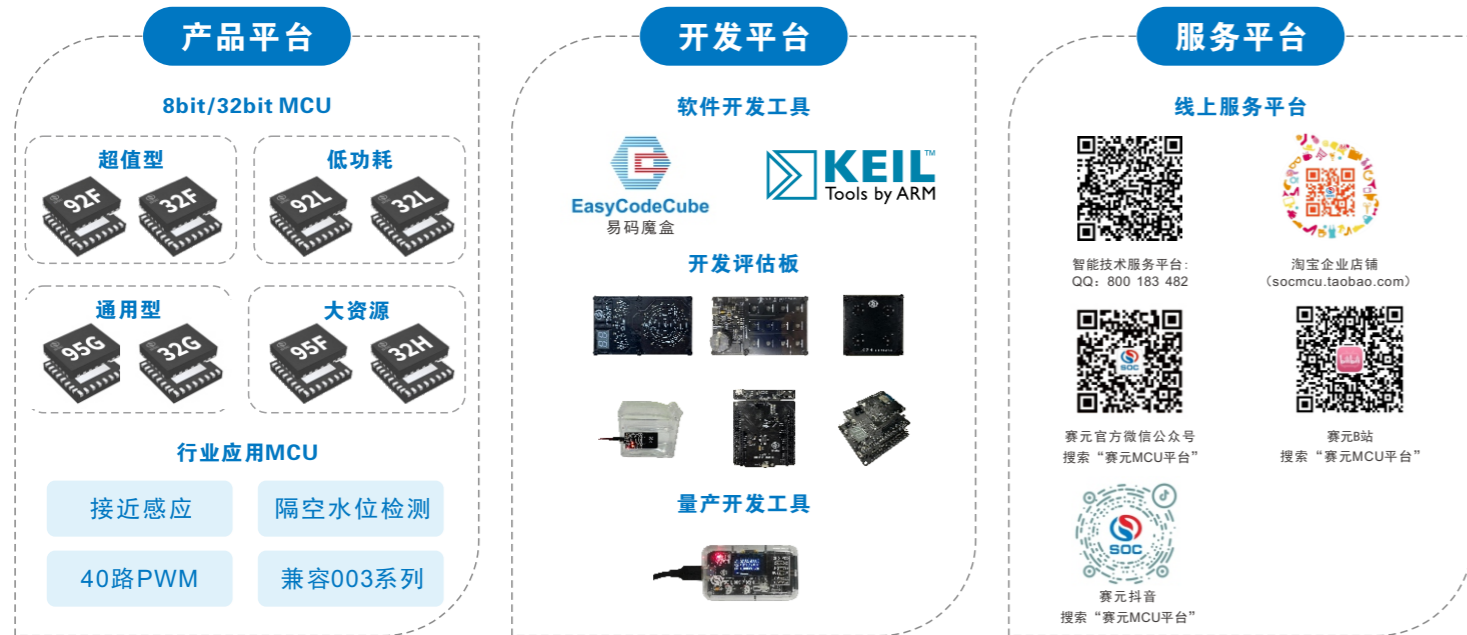 产品平台
8bit/32bit MCU
超值型
92F
32F
低功耗
92L
32L
通用型
95G
32G
大资源
95F
32H
行业应用MCU
接近感应
隔空水位检测
40路PWM
兼容003系列
开发平台
软件开发工具
EasyCodeCube
易码魔盒
KEIL™
Tools by ARM
开发评估板
量产开发工具
服务平台
线上服务平台
智能技术服务平台：
QQ：800 183 482
淘宝企业店铺
（socmcu.taobao.com）
SOC
赛元官方微信公众号
搜索“赛元MCU平台”
赛元B站
搜索“赛元MCU平台”
SOC
赛元抖音
搜索“赛元MCU平台”